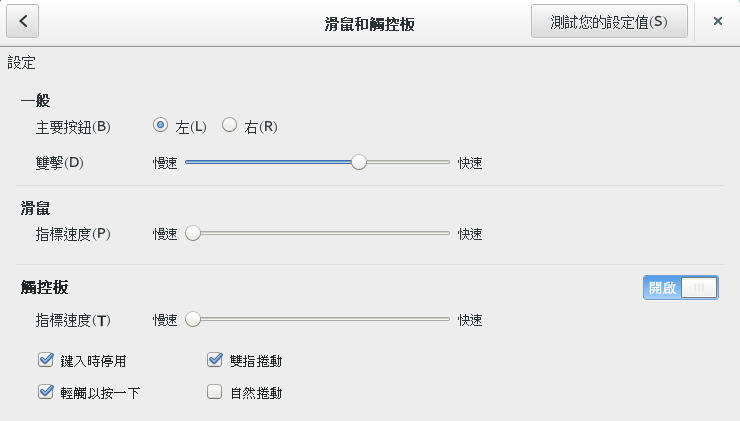 滑鼠和觸控板 測試您的設定值(S)
設定
一般
主要按鈕(B) 左(L) 右(R)
雙擊(D) 慢速 快速
滑鼠
指標速度(P) 慢速 快速
觸控板 開啟
指標速度(T) 慢速 快速
鍵入時停用 雙指捲動
輕觸以按一下 自然捲動